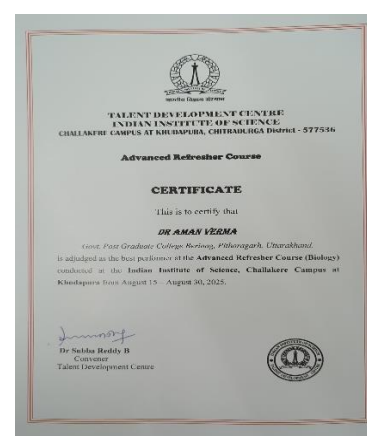 भारतीय विज्ञान संस्थान
TALENT DEVELOPMENT CENTRE
INDIAN INSTITUTE OF SCIENCE
CHALLAKERE CAMPUS AT KHUDAPURA, CHITRADURGA District - 577536
Advanced Refresher Course
CERTIFICATE
This is to certify that
DR AMAN VERMA
Govt. Post Graduate College Berinag, Pithoragarh, Uttarakhand.
is adjudged as the best performer at the Advanced Refresher Course (Biology)
conducted at the Indian Institute of Science, Challakere Campus at
Khudapura from August 15 – August 30, 2025.
Dr Subba Reddy B
Convener
Talent Development Centre